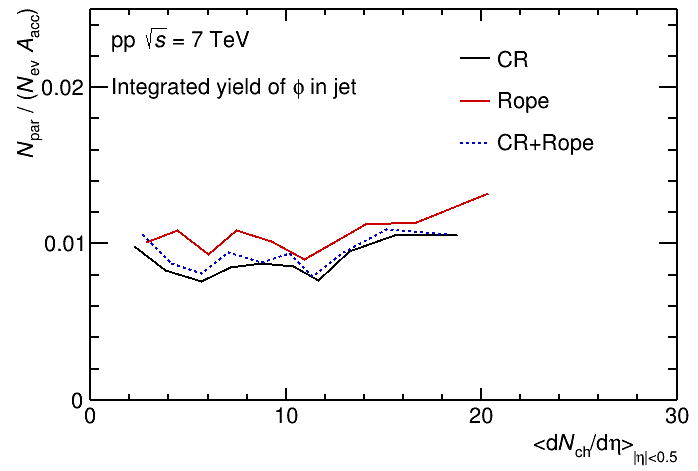 pp √s = 7 TeV
Integrated yield of ϕ in jet
CR
Rope
CR+Rope
N_par / (N_ev A_acc)
0.02
0.01
0
0 10 20 30
<dN_ch/dη>_|η|<0.5